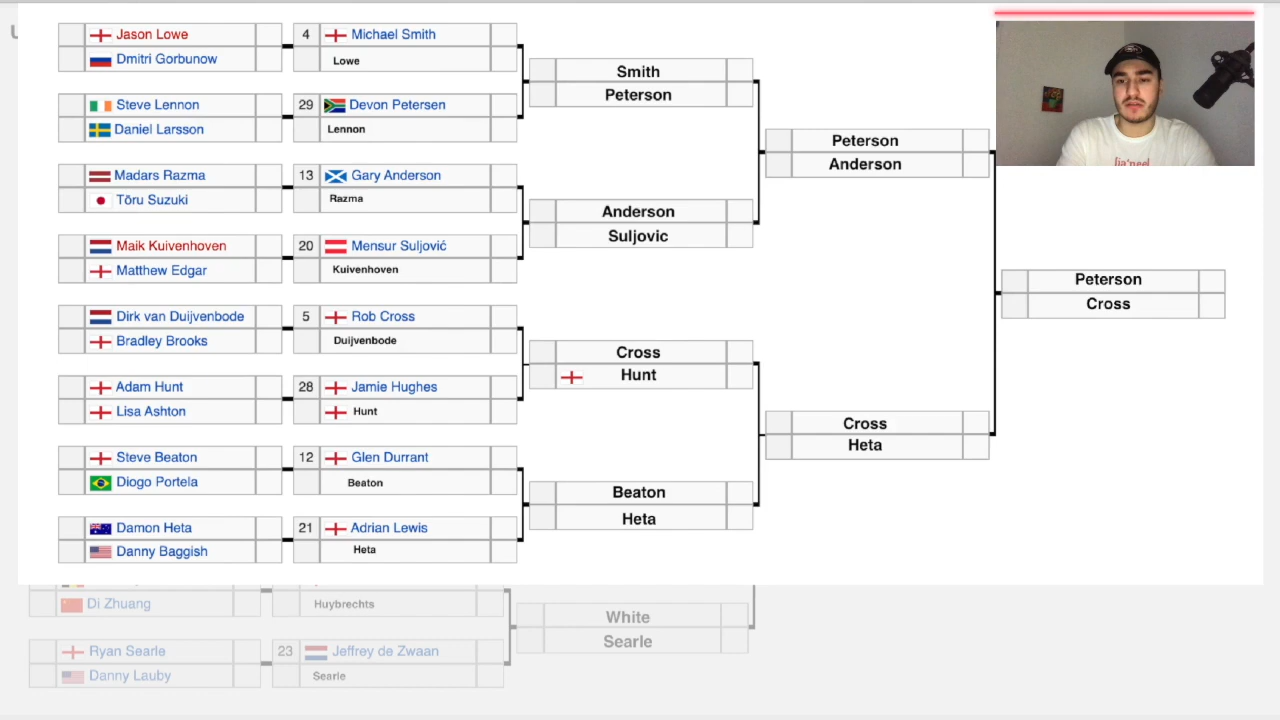 Jason Lowe
Dmitri Gorbunow
4 Michael Smith
Lowe
Steve Lennon
Daniel Larsson
29 Devon Petersen
Lennon
Smith
Peterson
Madars Razma
Tōru Suzuki
13 Gary Anderson
Razma
Maik Kuivenhoven
Matthew Edgar
20 Mensur Suljović
Kuivenhoven
Anderson
Suljovic
Peterson
Anderson
Dirk van Duijvenbode
Bradley Brooks
5 Rob Cross
Duijvenbode
Adam Hunt
Lisa Ashton
28 Jamie Hughes
Hunt
Cross
Hunt
Steve Beaton
Diogo Portela
12 Glen Durrant
Beaton
Damon Heta
Danny Baggish
21 Adrian Lewis
Heta
Beaton
Heta
Cross
Heta
Peterson
Cross
Di Zhuang
Huybrechts
Ryan Searle
Danny Lauby
23 Jeffrey de Zwaan
Searle
White
Searle